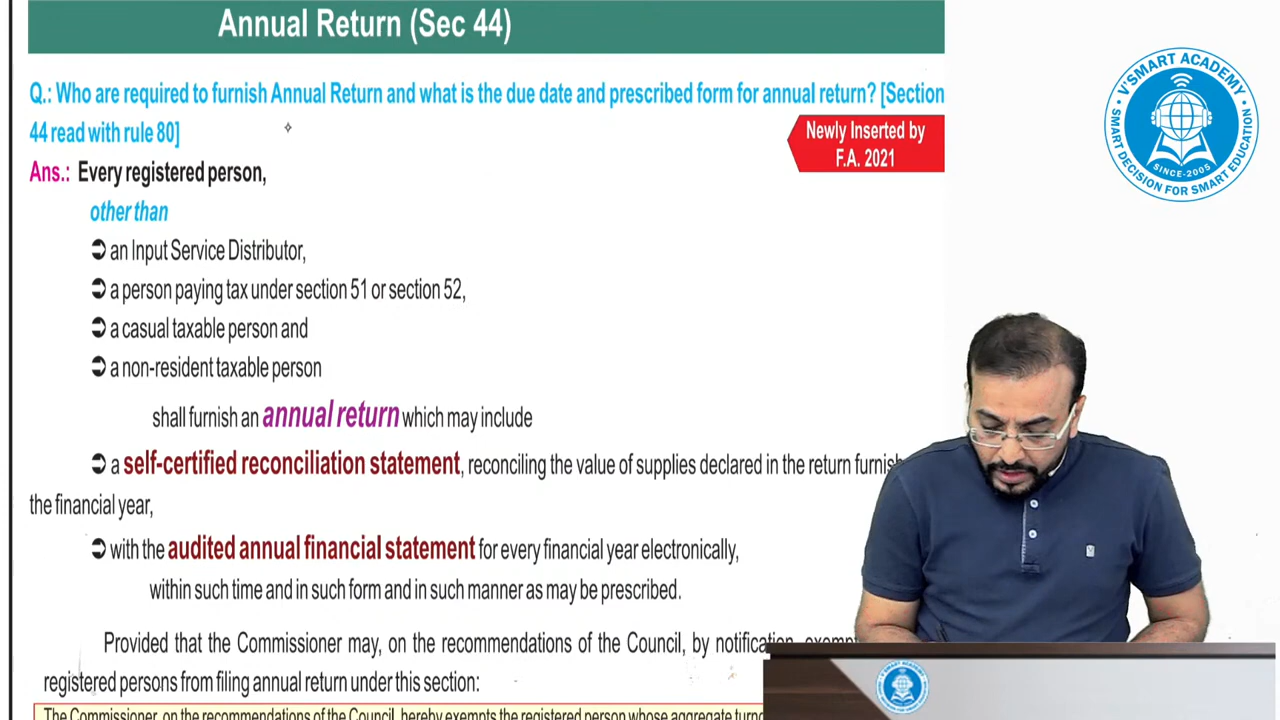 Annual Return (Sec 44)
Q.: Who are required to furnish Annual Return and what is the due date and prescribed form for annual return? [Section
44 read with rule 80]
Newly Inserted by
F.A. 2021
Ans.: Every registered person,
other than
➲ an Input Service Distributor,
➲ a person paying tax under section 51 or section 52,
➲ a casual taxable person and
➲ a non-resident taxable person
shall furnish an annual return which may include
➲ a self-certified reconciliation statement, reconciling the value of supplies declared in the return
the financial year,
➲ with the audited annual financial statement for every financial year electronically,
within such time and in such form and in such manner as may be prescribed.
Provided that the Commissioner may, on the recommendations of the Council, by notification,
registered persons from filing annual return under this section:
The Commissioner, on the recommendations of the Council, hereby exempts the registered person whose aggregate
V'SMART ACADEMY
SINCE-2005
SMART DECISION FOR SMART EDUCATION